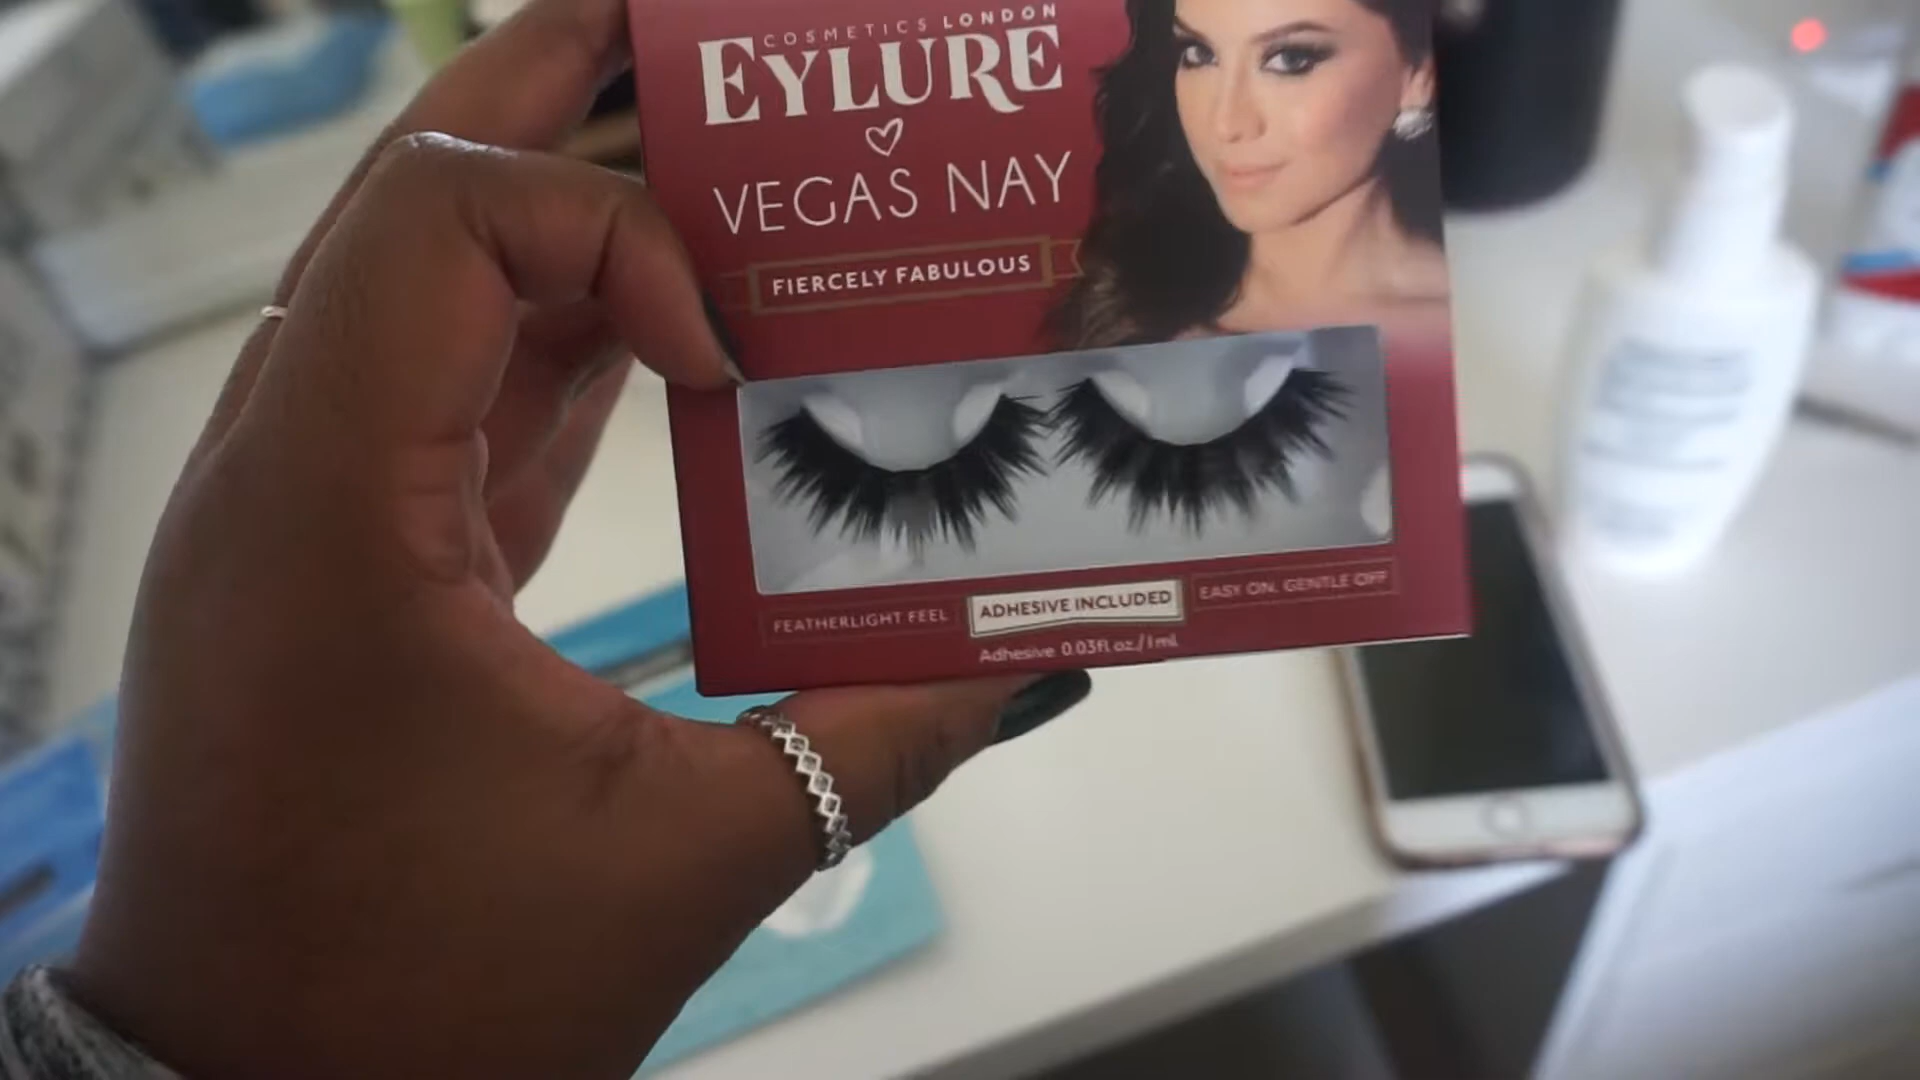 COSMETICS LONDON
EYLURE
VEGAS NAY
FIERCELY FABULOUS
FEATHERLIGHT FEEL
ADHESIVE INCLUDED
EASY ON, GENTLE OFF
Adhesive 0.03fl oz./1ml